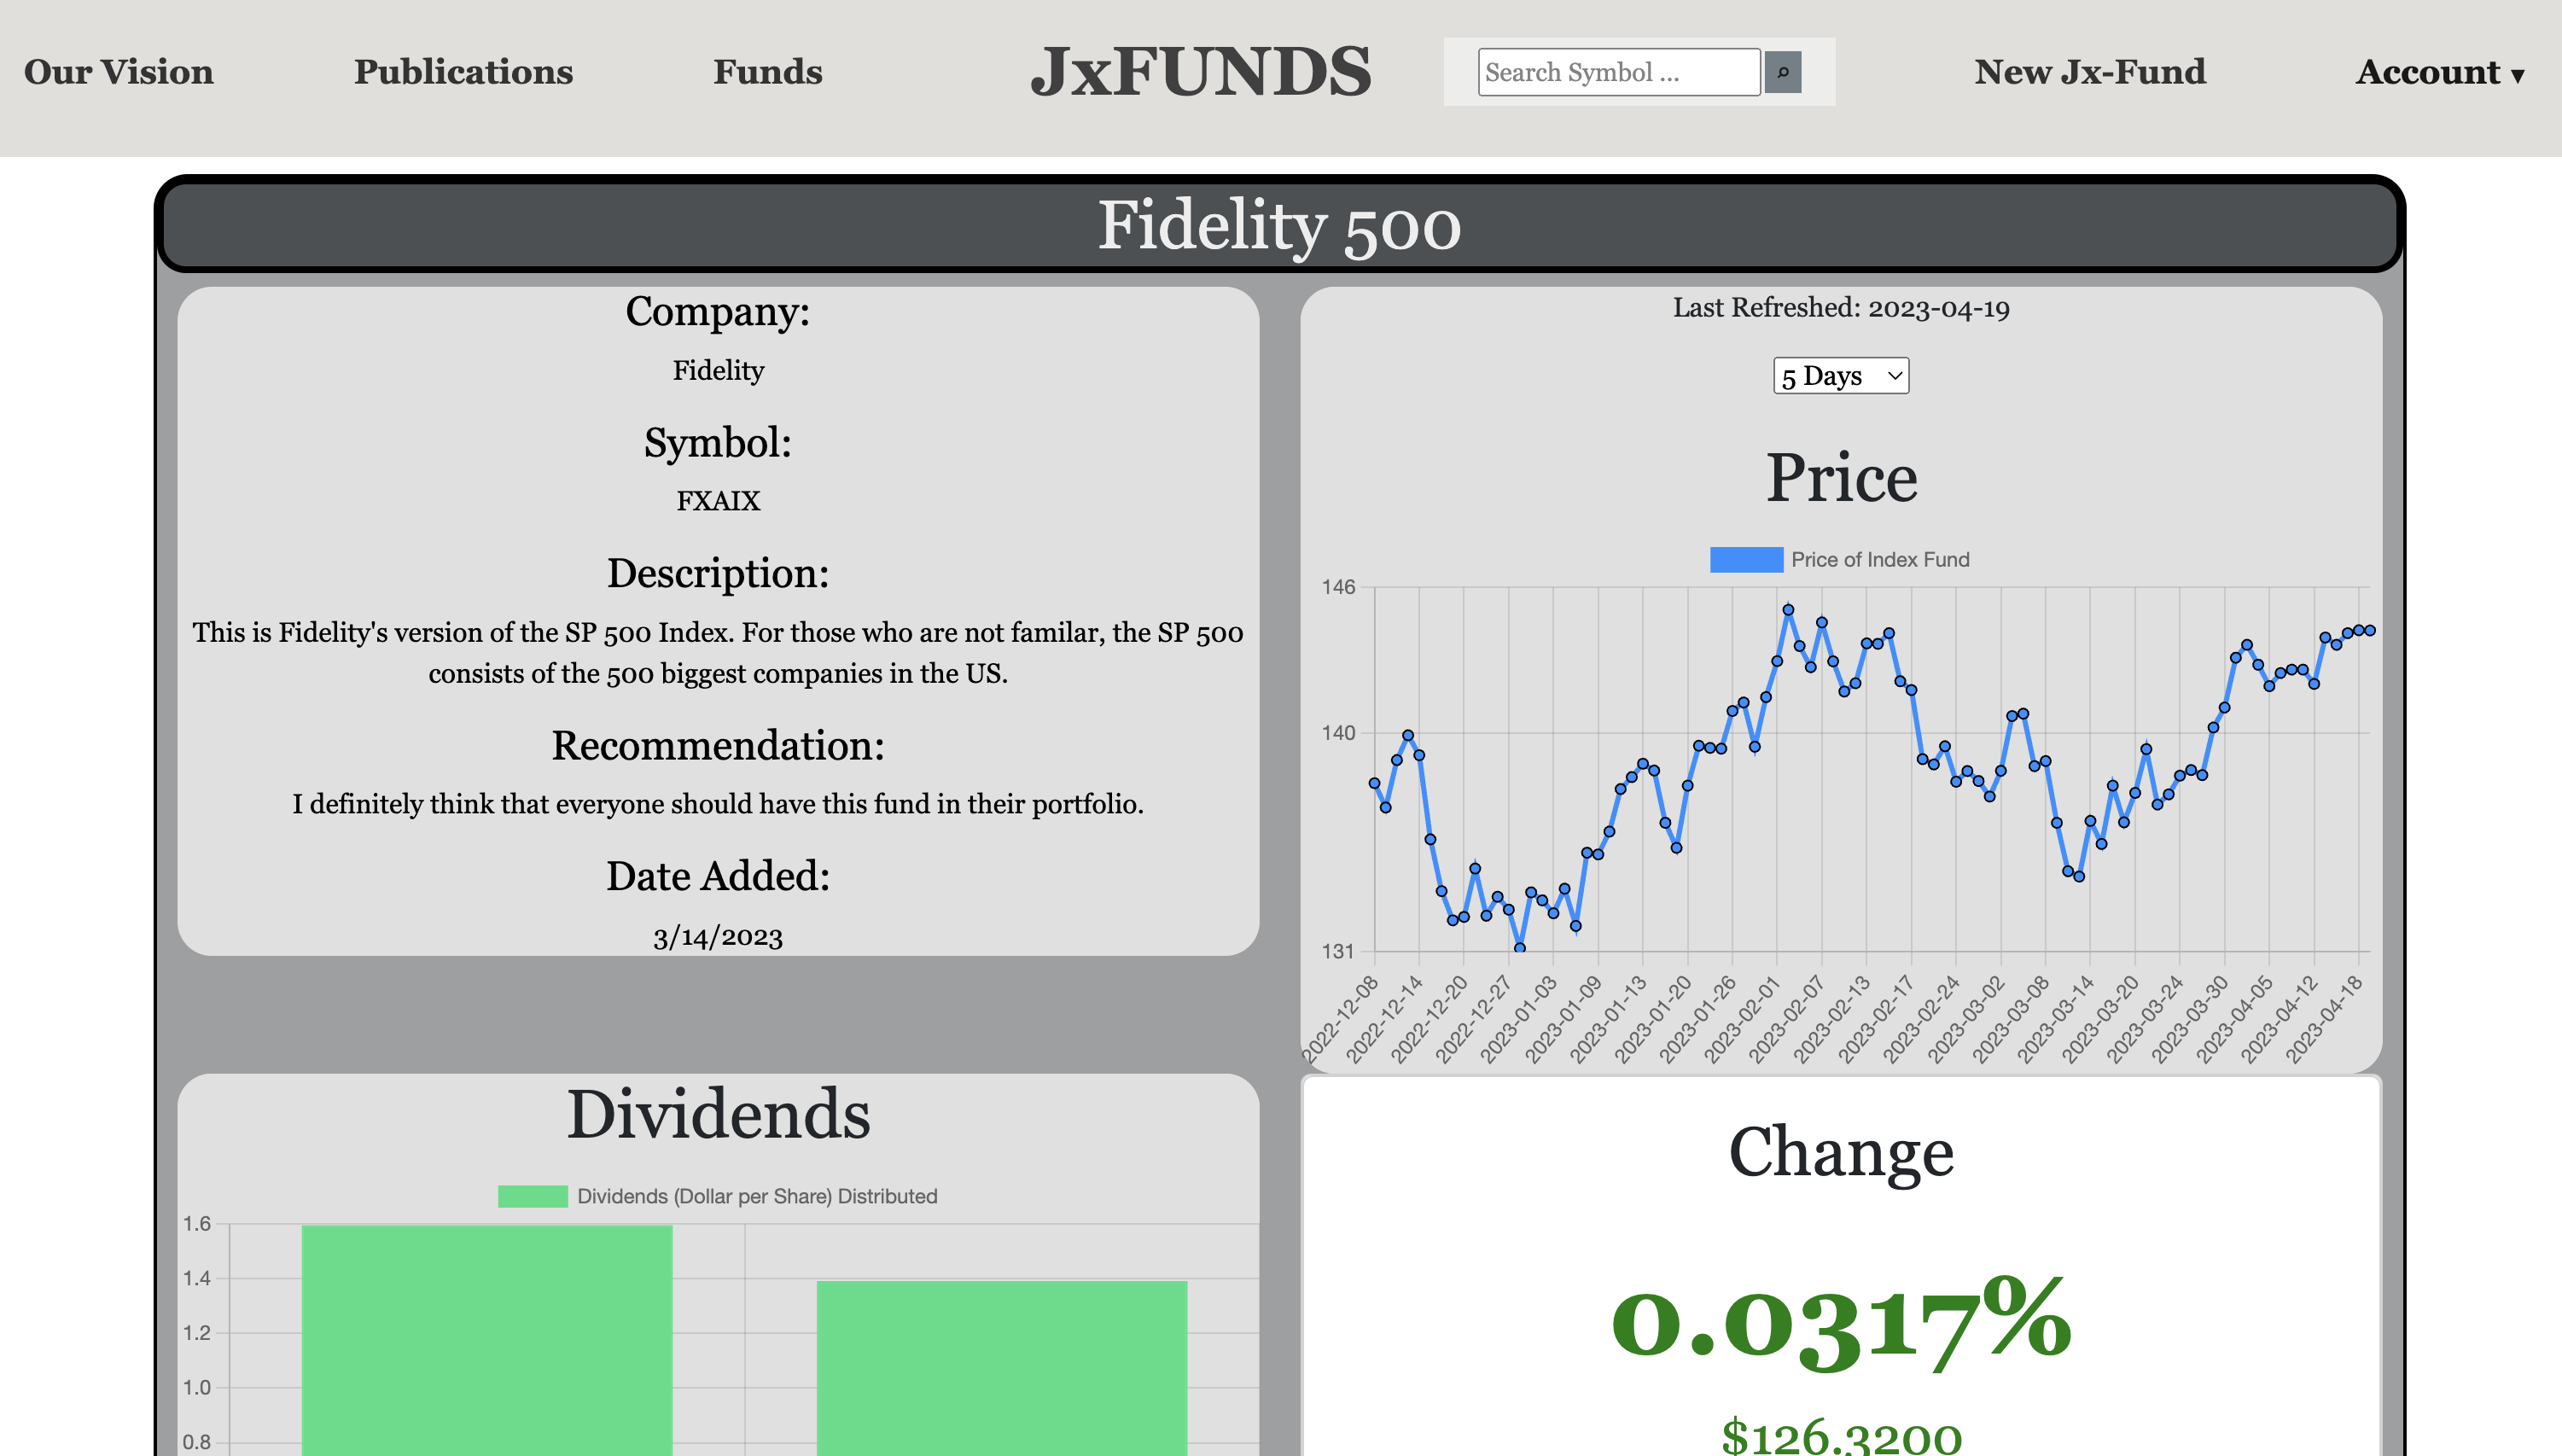 Our Vision
Publications
Funds
JxFUNDS
Search Symbol ...
New Jx-Fund
Account ▼
Fidelity 500
Company:
Fidelity
Symbol:
FXAIX
Description:
This is Fidelity's version of the SP 500 Index. For those who are not familar, the SP 500
consists of the 500 biggest companies in the US.
Recommendation:
I definitely think that everyone should have this fund in their portfolio.
Date Added:
3/14/2023
Last Refreshed: 2023-04-19
5 Days
Price
Price of Index Fund
146
140
131
2022-12-08
2022-12-14
2022-12-20
2022-12-27
2023-01-03
2023-01-09
2023-01-13
2023-01-20
2023-01-26
2023-02-01
2023-02-07
2023-02-13
2023-02-17
2023-02-24
2023-03-02
2023-03-08
2023-03-14
2023-03-20
2023-03-24
2023-03-30
2023-04-05
2023-04-12
2023-04-18
Dividends
Dividends (Dollar per Share) Distributed
1.6
1.4
1.2
1.0
0.8
Change
0.0317%
$126.3200